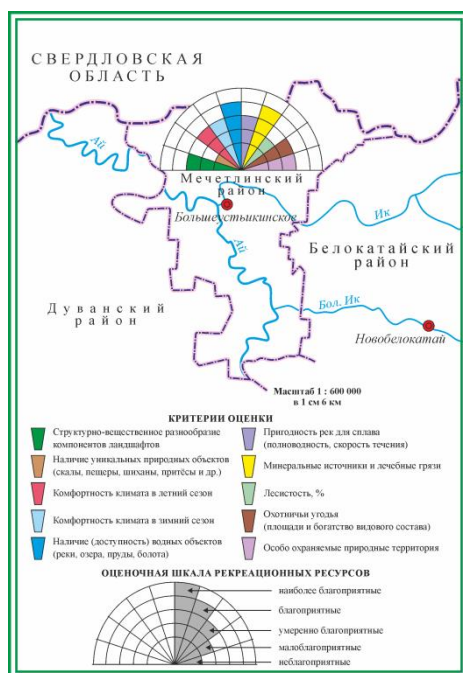 СВЕРДЛОВСКАЯ
ОБЛАСТЬ
Ай
Мечетлинский
район
Большеустьикинское
Ик
Ай
Белокатайский
район
Дуванский
район
Бол. Ик
Новобелокатай
Масштаб 1 : 600 000
в 1 см 6 км
КРИТЕРИИ ОЦЕНКИ
Структурно-вещественное разнообразие
компонентов ландшафтов
Наличие уникальных природных объектов
(скалы, пещеры, шиханы, притёсы и др.)
Комфортность климата в летний сезон
Комфортность климата в зимний сезон
Наличие (доступность) водных объектов
(реки, озера, пруды, болота)
Пригодность рек для сплава
(полноводность, скорость течения)
Минеральные источники и лечебные грязи
Лесистость, %
Охотничьи угодья
(площади и богатство видового состава)
Особо охраняемые природные территория
ОЦЕНОЧНАЯ ШКАЛА РЕКРЕАЦИОННЫХ РЕСУРСОВ
наиболее благоприятные
благоприятные
умеренно благоприятные
малоблагоприятные
неблагоприятные